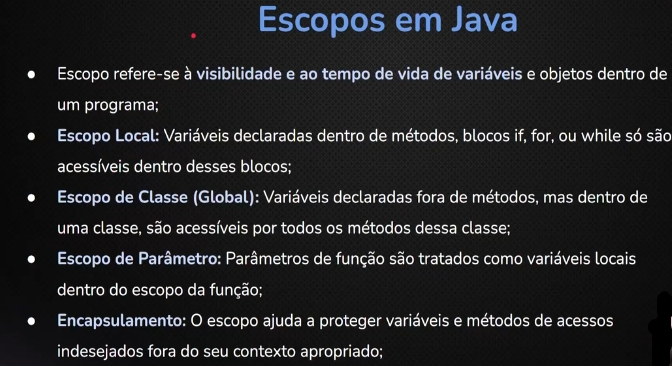 Escopos em Java
● Escopo refere-se à visibilidade e ao tempo de vida de variáveis e objetos dentro de
um programa;
● Escopo Local: Variáveis declaradas dentro de métodos, blocos if, for, ou while só são
acessíveis dentro desses blocos;
● Escopo de Classe (Global): Variáveis declaradas fora de métodos, mas dentro de
uma classe, são acessíveis por todos os métodos dessa classe;
● Escopo de Parâmetro: Parâmetros de função são tratados como variáveis locais
dentro do escopo da função;
● Encapsulamento: O escopo ajuda a proteger variáveis e métodos de acessos
indesejados fora do seu contexto apropriado;